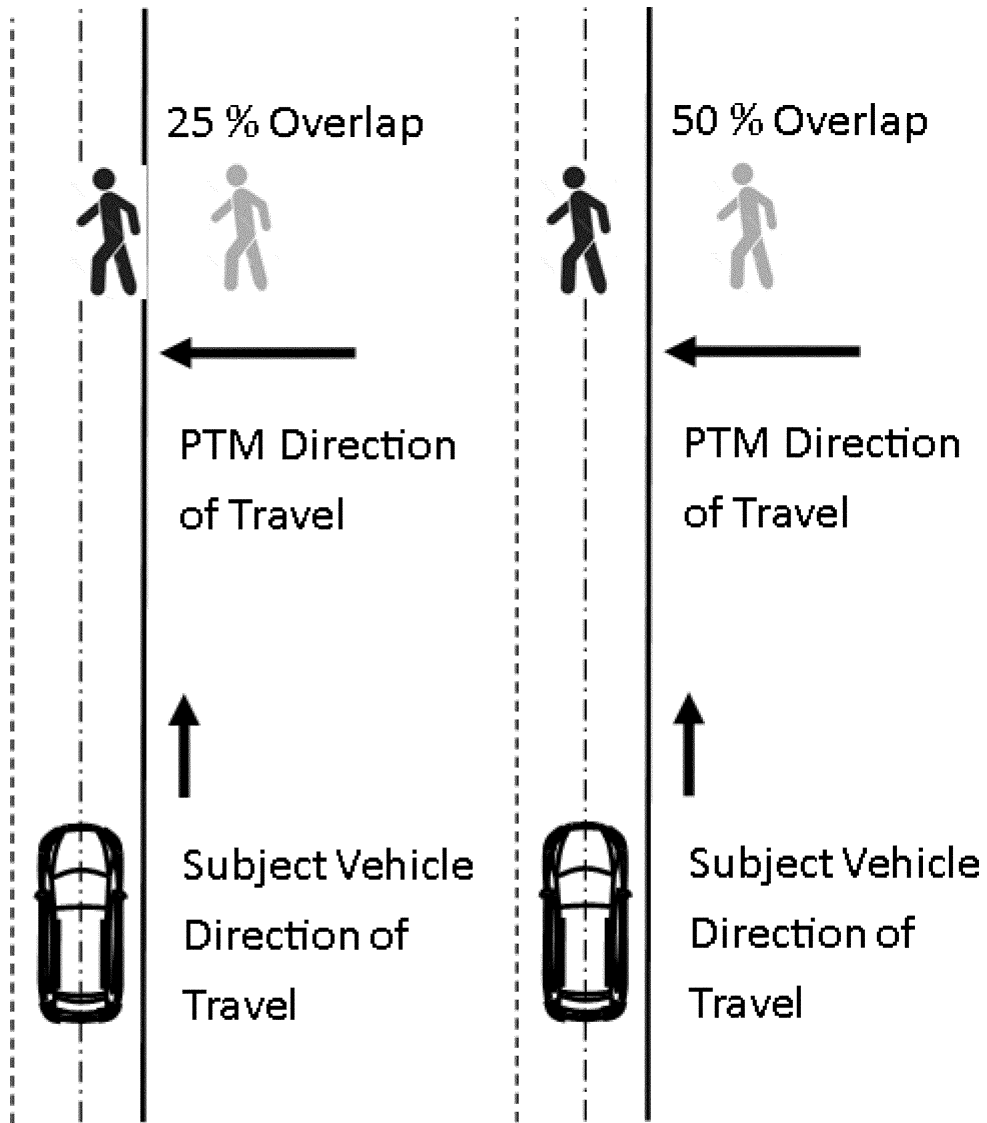 25 % Overlap
PTM Direction
of Travel
Subject Vehicle
Direction of
Travel
50 % Overlap
PTM Direction
of Travel
Subject Vehicle
Direction of
Travel